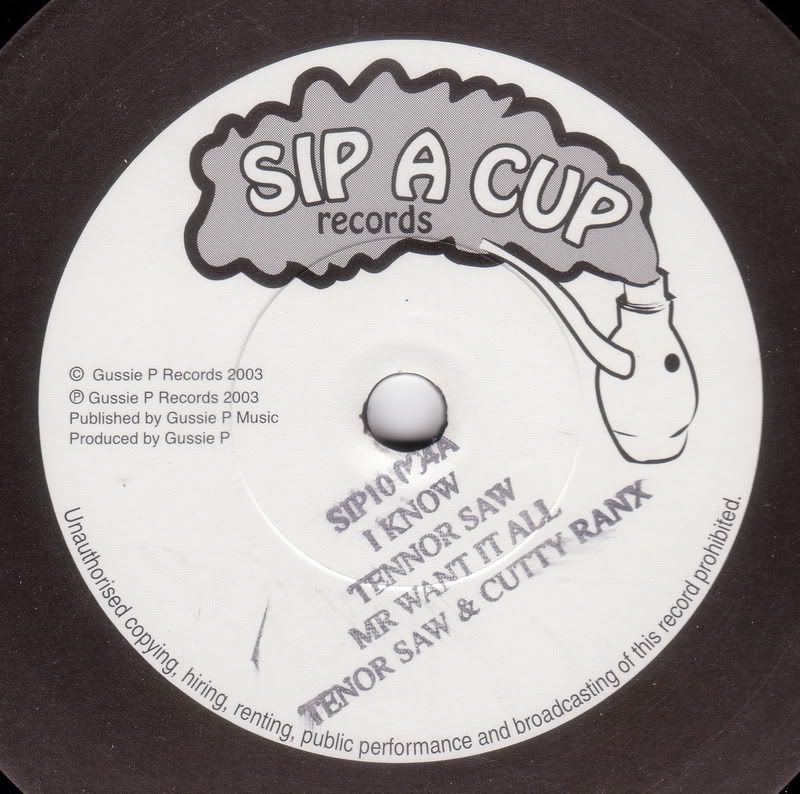 SIP A CUP
records
© Gussie P Records 2003
℗ Gussie P Records 2003
Published by Gussie P Music
Produced by Gussie P
I KNOW
TENNOR SAW
MR WANT IT ALL
TENOR SAW & CUTTY RANX
Unauthorised copying, hiring, renting, public performance and broadcasting of this record prohibited.